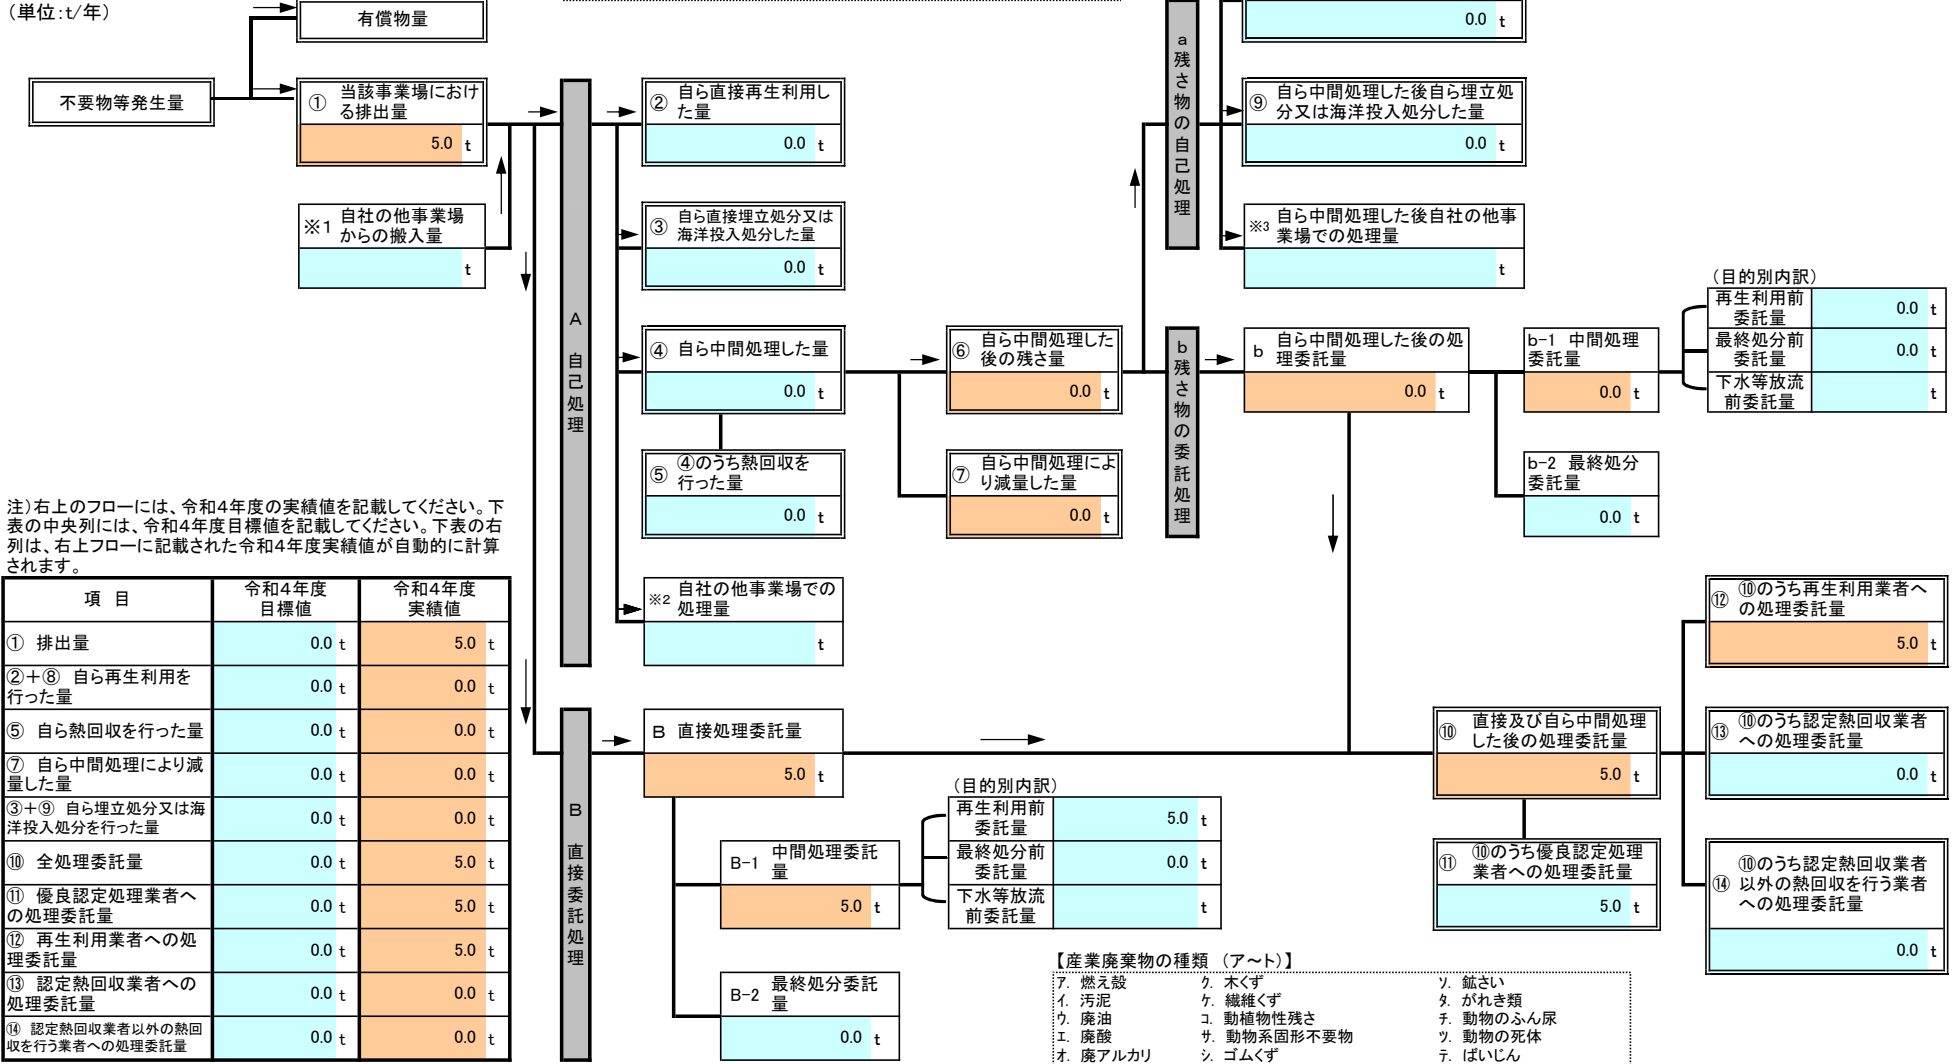 （単位：t/年）
有償物量
不要物等発生量
① 当該事業場におけ
る排出量
5.0 t
※1 自社の他事業場
からの搬入量
t
A 自己処理
② 自ら直接再生利用し
た量
0.0 t
③ 自ら直接埋立処分又は
海洋投入処分した量
0.0 t
④ 自ら中間処理した量
0.0 t
⑤ ④のうち熱回収を
行った量
0.0 t
※2 自社の他事業場での
処理量
t
⑥ 自ら中間処理した
後の残さ量
0.0 t
⑦ 自ら中間処理によ
り減量した量
0.0 t
a 残さ物の自己処理
0.0 t
⑨ 自ら中間処理した後自ら埋立処
分又は海洋投入処分した量
0.0 t
※3 自ら中間処理した後自社の他事
業場での処理量
t
b 残さ物の委託処理
b 自ら中間処理した後の処
理委託量
0.0 t
b-1 中間処理
委託量
0.0 t
b-2 最終処分
委託量
0.0 t
（目的別内訳）
再生利用前
委託量
0.0 t
最終処分前
委託量
0.0 t
下水等放流
前委託量
t
注）右上のフローには、令和4年度の実績値を記載してください。下
表の中央列には、令和4年度目標値を記載してください。下表の右
列は、右上フローに記載された令和4年度実績値が自動的に計算
されます。
項 目 令和4年度 目標値 令和4年度 実績値
① 排出量 0.0 t 5.0 t
②＋⑧ 自ら再生利用を
行った量 0.0 t 0.0 t
⑤ 自ら熱回収を行った量 0.0 t 0.0 t
⑦ 自ら中間処理により減
量した量 0.0 t 0.0 t
③＋⑨ 自ら埋立処分又は海
洋投入処分を行った量 0.0 t 0.0 t
⑩ 全処理委託量 0.0 t 5.0 t
⑪ 優良認定処理業者へ
の処理委託量 0.0 t 5.0 t
⑫ 再生利用業者への処
理委託量 0.0 t 5.0 t
⑬ 認定熱回収業者への
処理委託量 0.0 t 0.0 t
⑭ 認定熱回収業者以外の熱回
収を行う業者への処理委託量 0.0 t 0.0 t
B 直接委託処理
B 直接処理委託量
5.0 t
B-1 中間処理委託
量
5.0 t
B-2 最終処分委託
量
0.0 t
（目的別内訳）
再生利用前
委託量
5.0 t
最終処分前
委託量
0.0 t
下水等放流
前委託量
t
⑩ 直接及び自ら中間処理
した後の処理委託量
5.0 t
⑪ ⑩のうち優良認定処理
業者への処理委託量
5.0 t
⑫ ⑩のうち再生利用業者へ
の処理委託量
5.0 t
⑬ ⑩のうち認定熱回収業者
への処理委託量
0.0 t
⑭ ⑩のうち認定熱回収業者
以外の熱回収を行う業者
への処理委託量
0.0 t
【産業廃棄物の種類 （ア～ト）】
ア．燃え殻 ク．木くず ソ．鉱さい
イ．汚泥 ケ．繊維くず タ．がれき類
ウ．廃油 コ．動植物性残さ チ．動物のふん尿
エ．廃酸 サ．動物系固形不要物 ツ．動物の死体
オ．廃アルカリ シ．ゴムくず テ．ばいじん